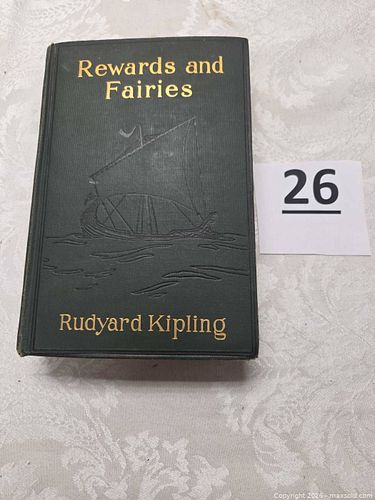 Rewards and
Fairies
26
Rudyard Kipling
Copyright 2024 - maxsold.com